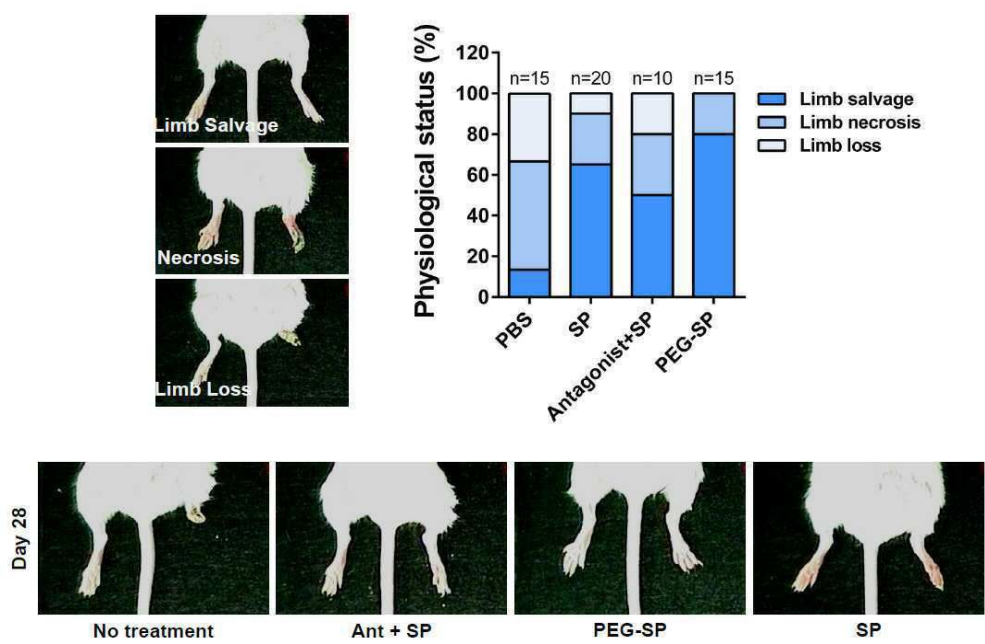 Limb Salvage
Necrosis
Limb Loss
Physiological status (%)
120
100
80
60
40
20
0
n=15
n=20
n=10
n=15
PBS
SP
Antagonist+SP
PEG-SP
Limb salvage
Limb necrosis
Limb loss
Day 28
No treatment
Ant + SP
PEG-SP
SP